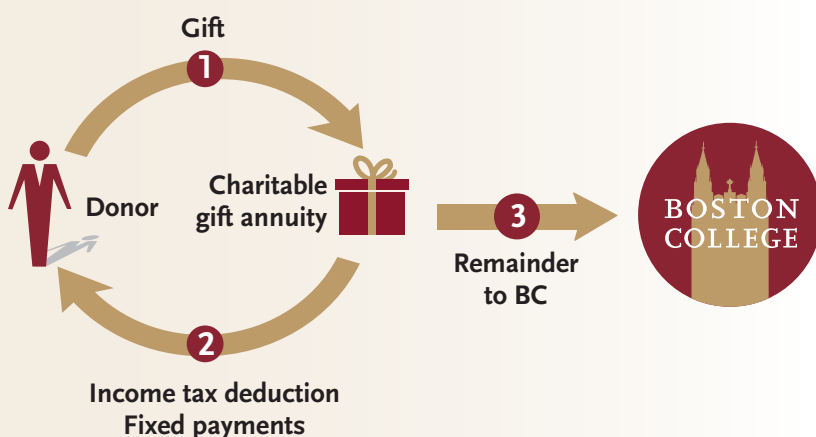 Gift
1
Donor
Charitable
gift annuity
3
Remainder
to BC
BOSTON
COLLEGE
2
Income tax deduction
Fixed payments